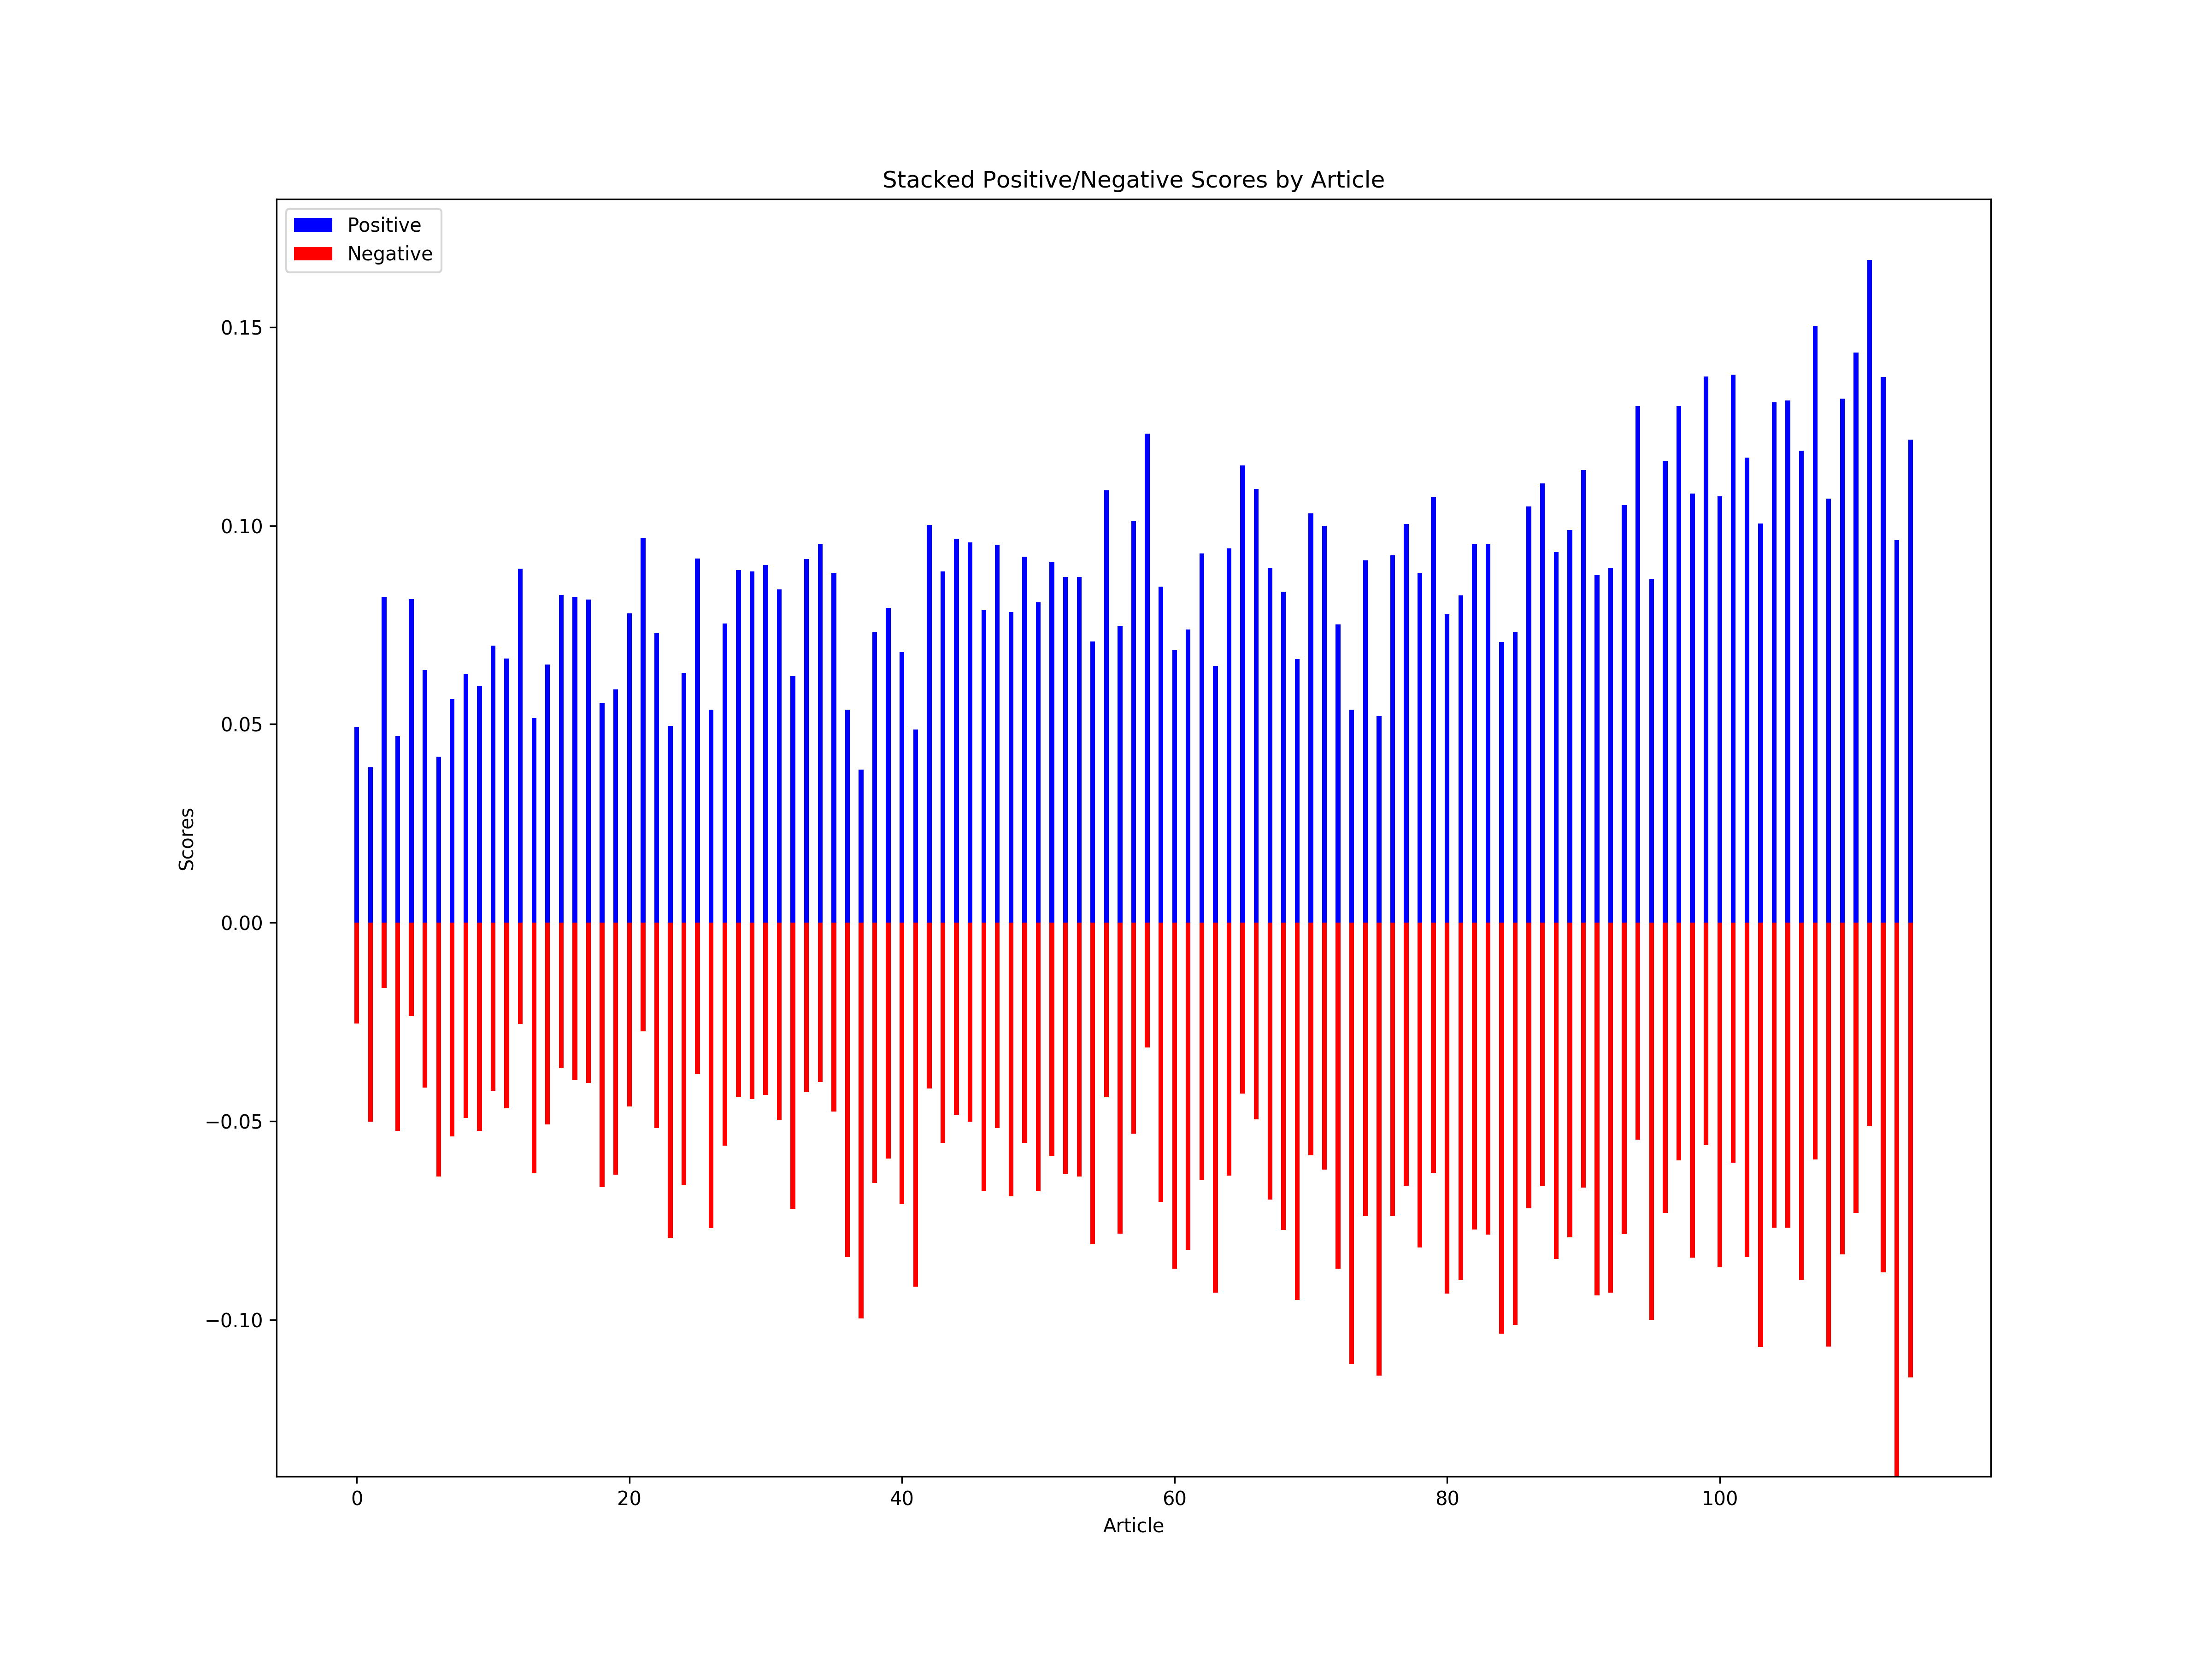 Stacked Positive/Negative Scores by Article
Positive
Negative
0.15
0.10
0.05
0.00
−0.05
−0.10
Scores
0 20 40 60 80 100
Article